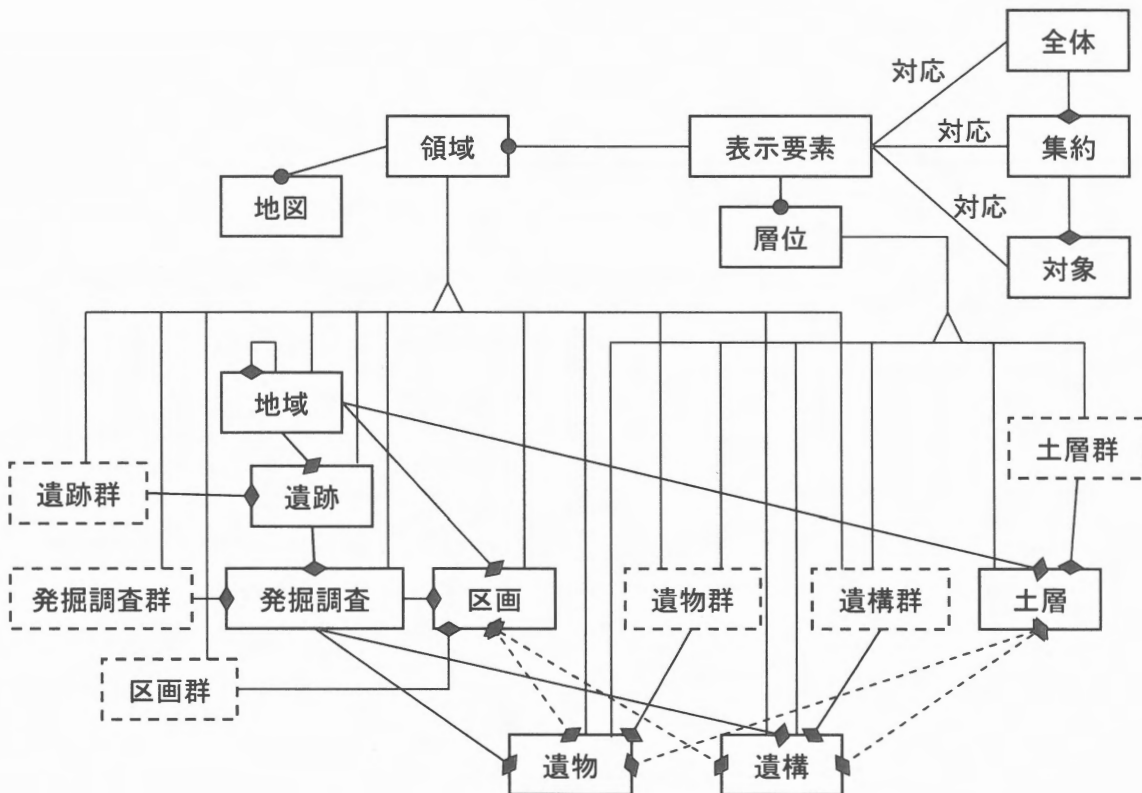 全体
対応
領域
表示要素
対応
集約
地図
層位
対応
対象
地域
土層群
遺跡群
遺跡
発掘調査群
発掘調査
区画
遺物群
遺構群
土層
区画群
遺物
遺構